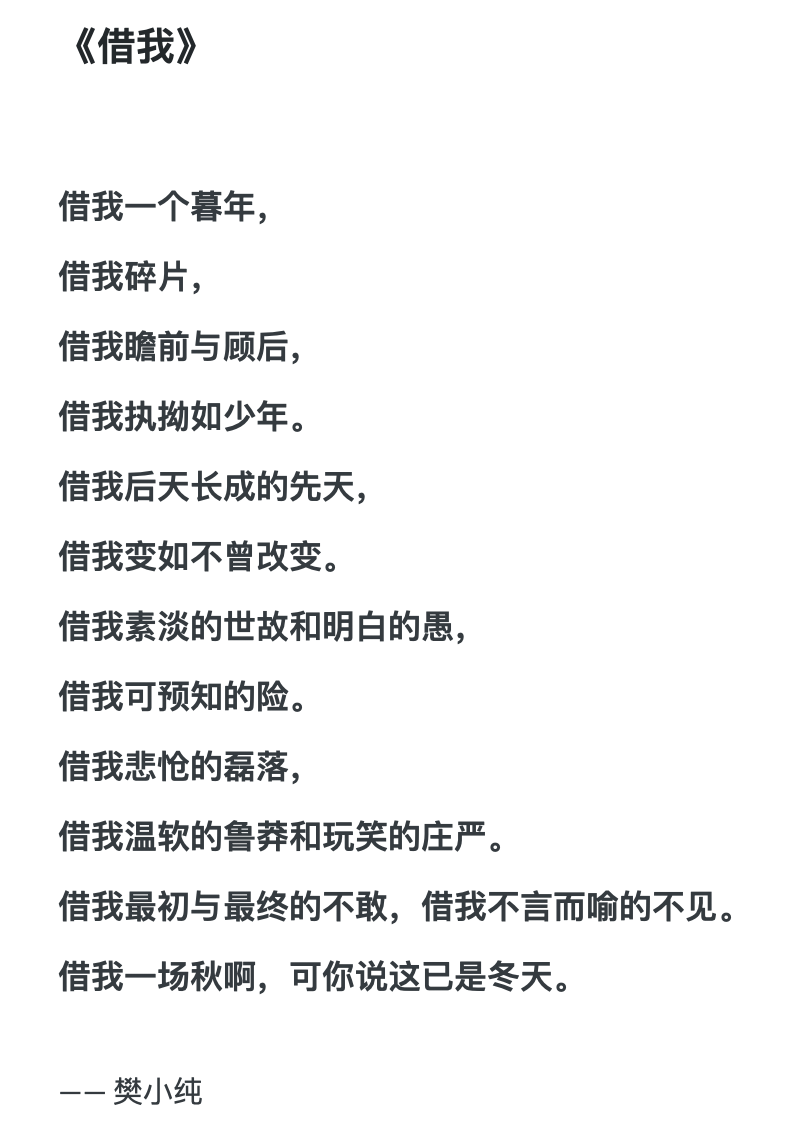 《借我》
借我一个暮年，
借我碎片，
借我瞻前与顾后，
借我执拗如少年。
借我后天长成的先天，
借我变如不曾改变。
借我素淡的世故和明白的愚，
借我可预知的险。
借我悲怆的磊落，
借我温软的鲁莽和玩笑的庄严。
借我最初与最终的不敢，借我不言而喻的不见。
借我一场秋啊，可你说这已是冬天。
—— 樊小纯